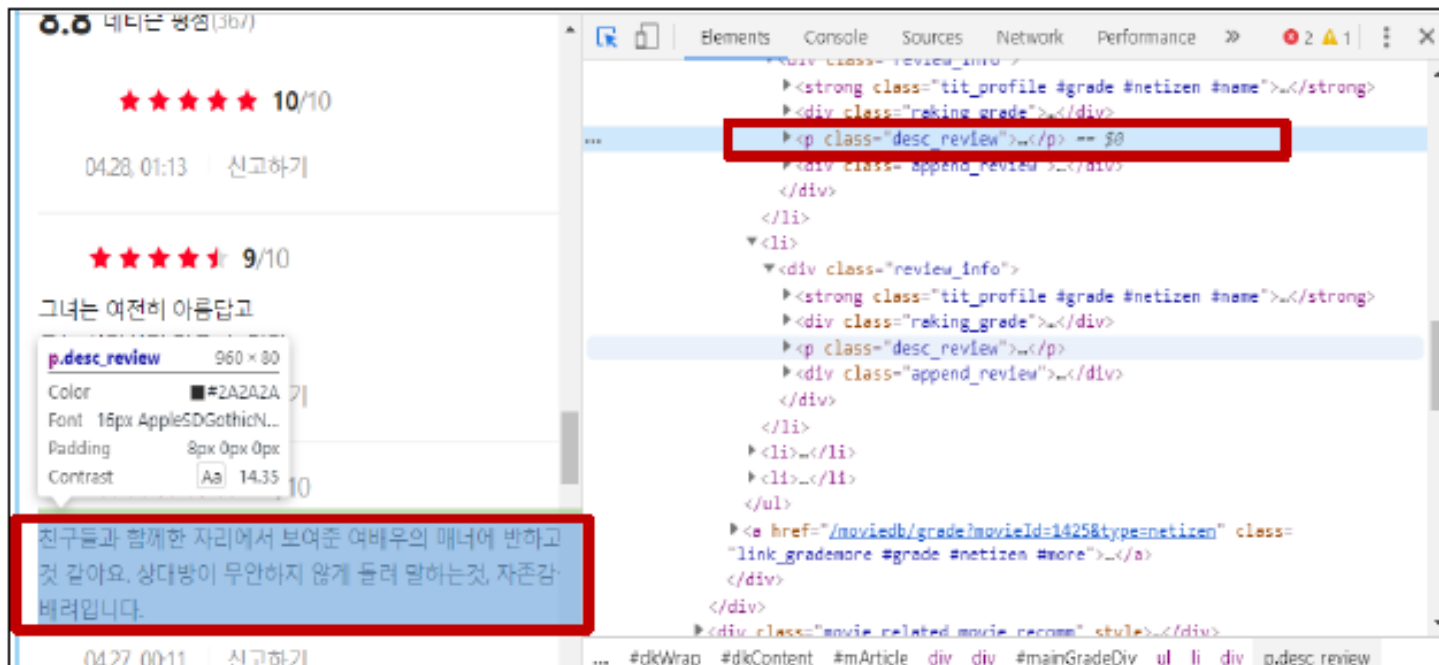 8.8 네티즌 평점(367)
★★★★★ 10/10
04.28, 01:13 신고하기
9/10
그녀는 여전히 아름답고
p.desc_review 960 × 80
Color #2A2A2A
Font 16px AppleSDGothicN...
Padding 8px 0px 0px
Contrast Aa 14.35
/10
친구들과 함께한 자리에서 보여준 여배우의 매너에 반하고
것 같아요. 상대방이 무안하지 않게 돌려 말하는것, 자존감
배려입니다.
04.27, 00:11 신고하기
Elements Console Sources Network Performance » 2 1
<div class="review_info">
<strong class="tit_profile #grade #netizen #name">…</strong>
<div class="raking_grade">…</div>
... <p class="desc_review">…</p> == $0
<div class="append_review">…</div>
</div>
</li>
<li>
<div class="review_info">
<strong class="tit_profile #grade #netizen #name">…</strong>
<div class="raking_grade">…</div>
<p class="desc_review">…</p>
<div class="append_review">…</div>
</div>
</li>
<li>…</li>
<li>…</li>
</ul>
<a href="/moviedb/grade?movieId=1425&type=netizen" class=
"link_grademore #grade #netizen #more">…</a>
</div>
</div>
<div class="movie_related movie_recomm" style>…</div>
... #dkWrap #dkContent #mArticle div div #mainGradeDiv ul li div p.desc_review